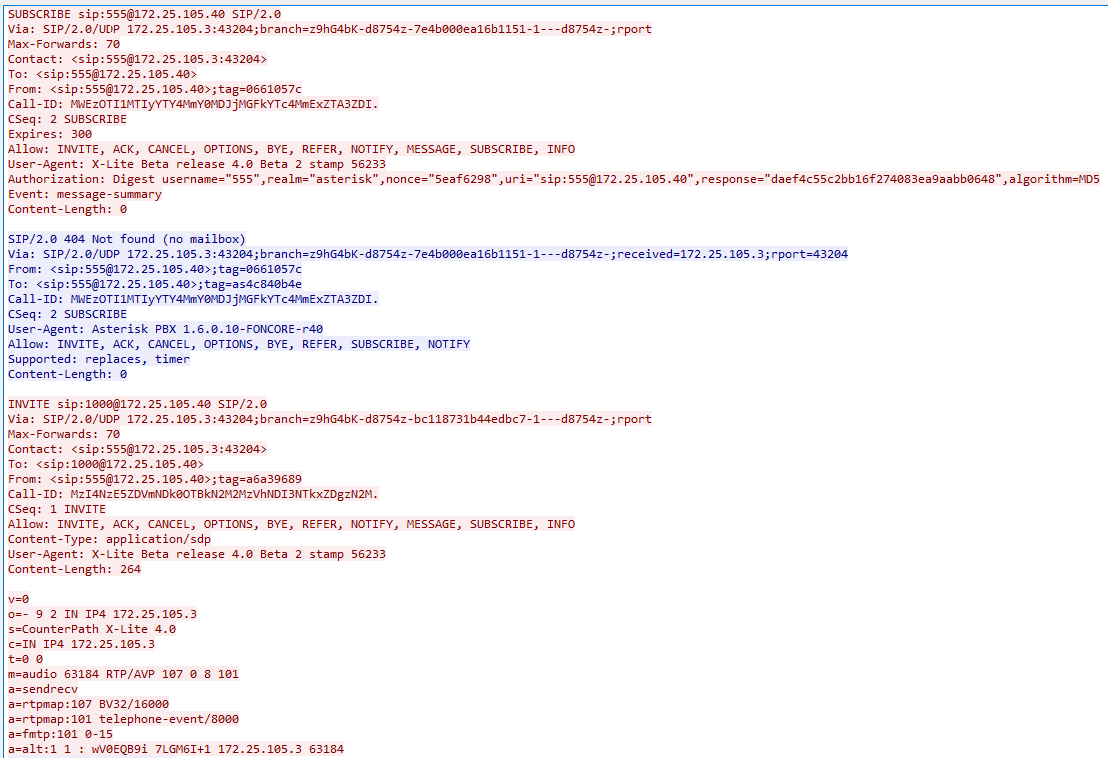 SUBSCRIBE sip:555@172.25.105.40 SIP/2.0
Via: SIP/2.0/UDP 172.25.105.3:43204;branch=z9hG4bK-d8754z-7e4b000ea16b1151-1---d8754z-;rport
Max-Forwards: 70
Contact: <sip:555@172.25.105.3:43204>
To: <sip:555@172.25.105.40>
From: <sip:555@172.25.105.40>;tag=0661057c
Call-ID: MWEzOTI1MTIyYTY4MmY0MDJjMGFkYTc4MmExZTA3ZDI.
CSeq: 2 SUBSCRIBE
Expires: 300
Allow: INVITE, ACK, CANCEL, OPTIONS, BYE, REFER, NOTIFY, MESSAGE, SUBSCRIBE, INFO
User-Agent: X-Lite Beta release 4.0 Beta 2 stamp 56233
Authorization: Digest username="555",realm="asterisk",nonce="5eaf6298",uri="sip:555@172.25.105.40",response="daef4c55c2bb16f274083ea9aabb0648",algorithm=MD5
Event: message-summary
Content-Length: 0

SIP/2.0 404 Not found (no mailbox)
Via: SIP/2.0/UDP 172.25.105.3:43204;branch=z9hG4bK-d8754z-7e4b000ea16b1151-1---d8754z-;received=172.25.105.3;rport=43204
From: <sip:555@172.25.105.40>;tag=0661057c
To: <sip:555@172.25.105.40>;tag=as4c840b4e
Call-ID: MWEzOTI1MTIyYTY4MmY0MDJjMGFkYTc4MmExZTA3ZDI.
CSeq: 2 SUBSCRIBE
User-Agent: Asterisk PBX 1.6.0.10-FONCORE-r40
Allow: INVITE, ACK, CANCEL, OPTIONS, BYE, REFER, SUBSCRIBE, NOTIFY
Supported: replaces, timer
Content-Length: 0

INVITE sip:1000@172.25.105.40 SIP/2.0
Via: SIP/2.0/UDP 172.25.105.3:43204;branch=z9hG4bK-d8754z-bc118731b44edbc7-1---d8754z-;rport
Max-Forwards: 70
Contact: <sip:555@172.25.105.3:43204>
To: <sip:1000@172.25.105.40>
From: <sip:555@172.25.105.40>;tag=a6a39689
Call-ID: MzI4NzE5ZDVmNDk0OTBkN2M2MzVhNDI3NTkxZDgzN2M.
CSeq: 1 INVITE
Allow: INVITE, ACK, CANCEL, OPTIONS, BYE, REFER, NOTIFY, MESSAGE, SUBSCRIBE, INFO
Content-Type: application/sdp
User-Agent: X-Lite Beta release 4.0 Beta 2 stamp 56233
Content-Length: 264

v=0
o=- 9 2 IN IP4 172.25.105.3
s=CounterPath X-Lite 4.0
c=IN IP4 172.25.105.3
t=0 0
m=audio 63184 RTP/AVP 107 0 8 101
a=sendrecv
a=rtpmap:107 BV32/16000
a=rtpmap:101 telephone-event/8000
a=fmtp:101 0-15
a=alt:1 1 : wV0EQB9i 7LGM6I+1 172.25.105.3 63184